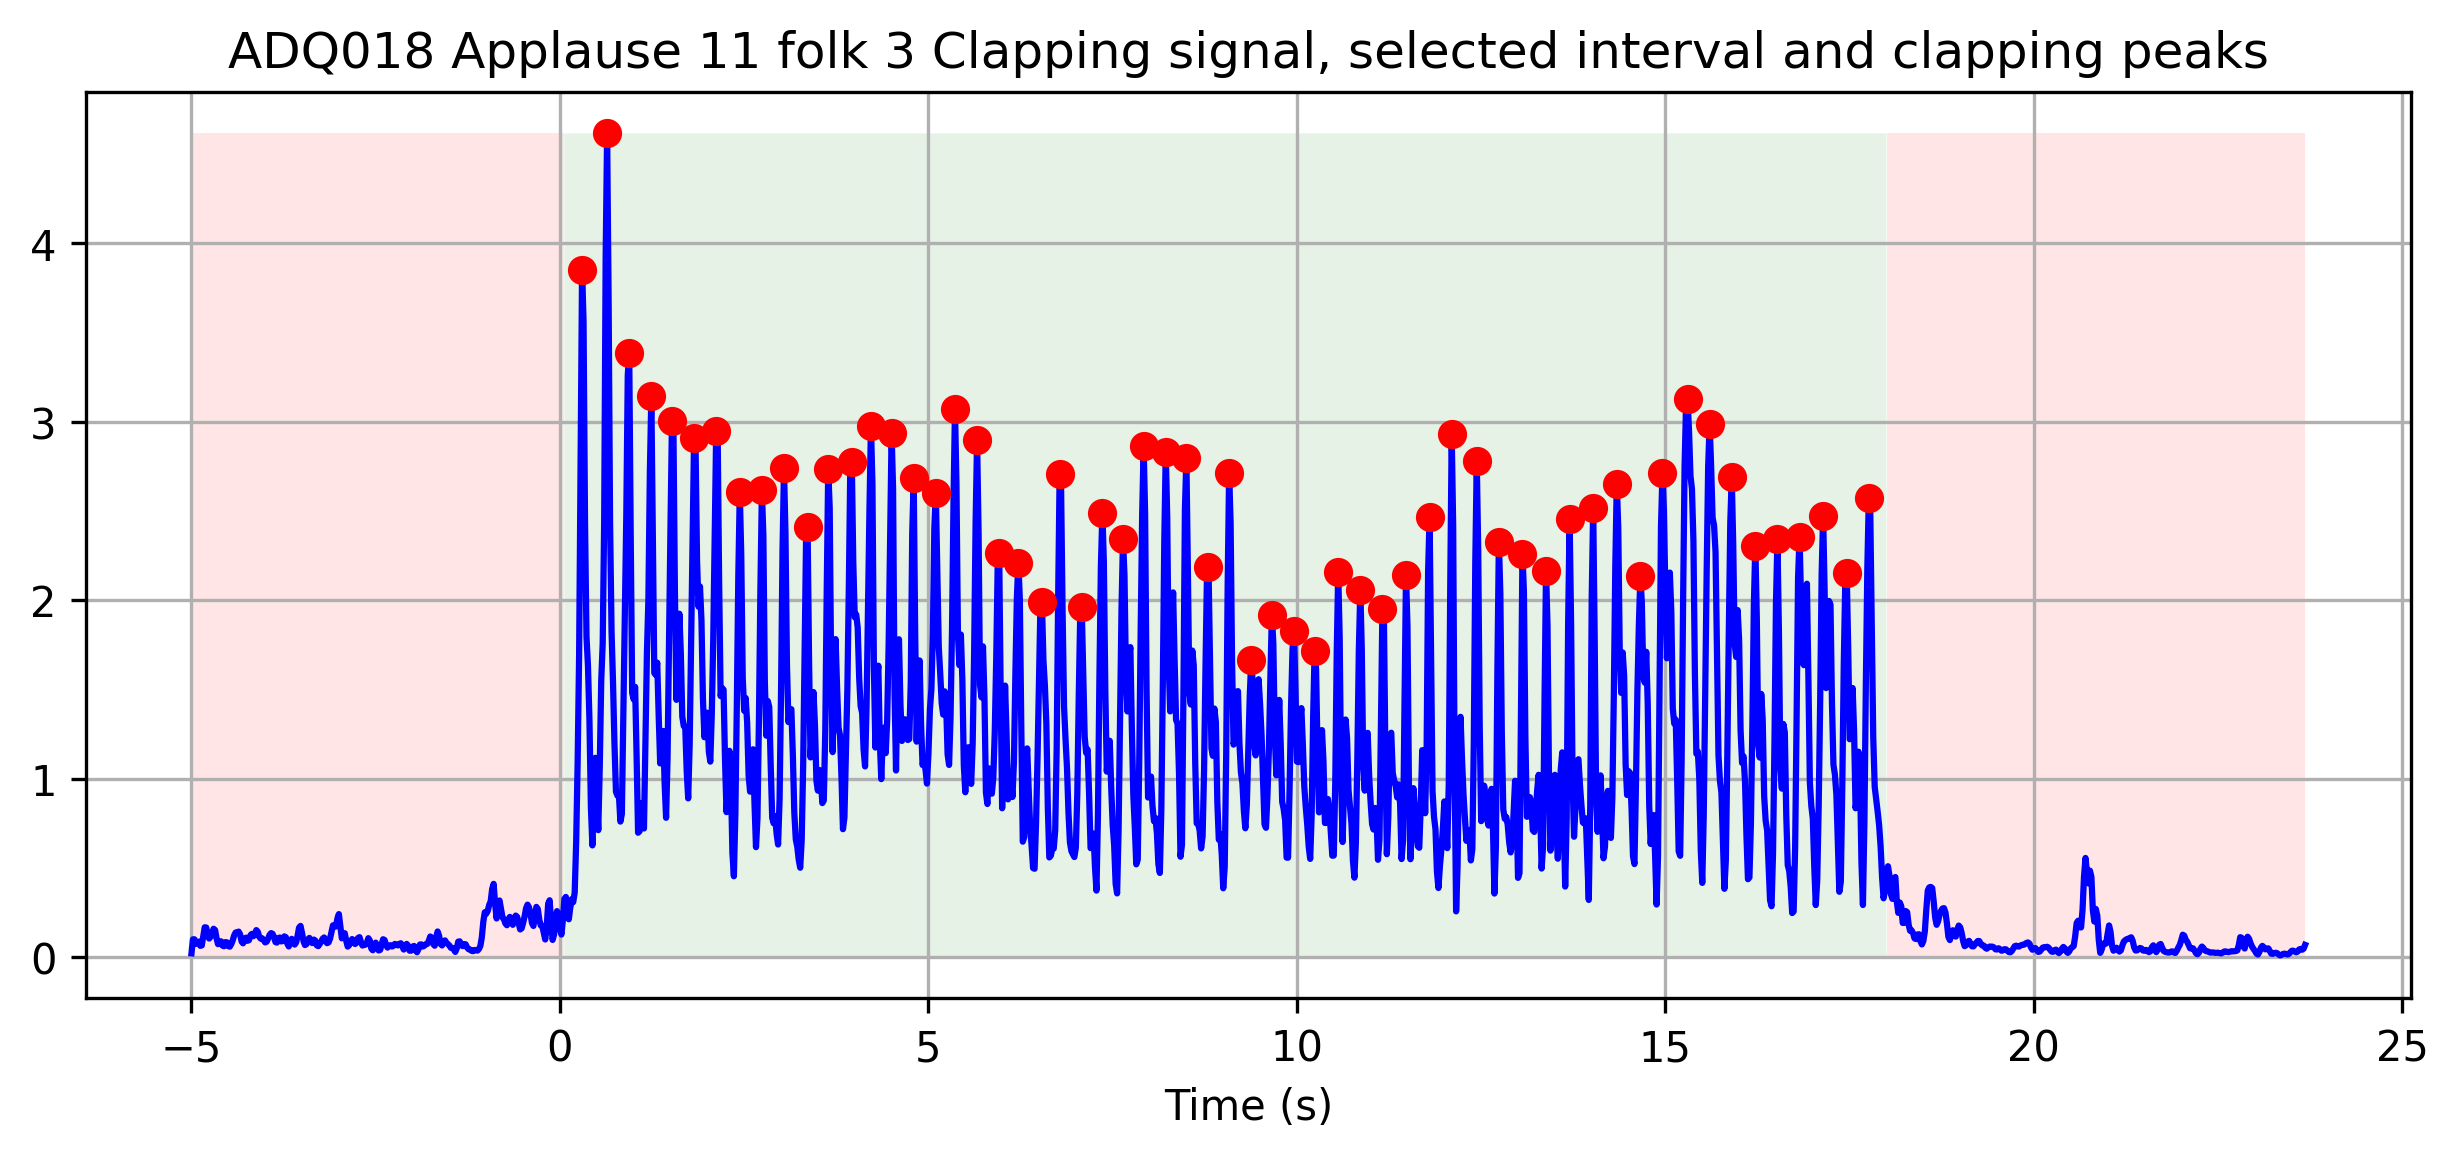 ADQ018 Applause 11 folk 3 Clapping signal, selected interval and clapping peaks
4
3
2
1
0
−5 0 5 10 15 20 25
Time (s)